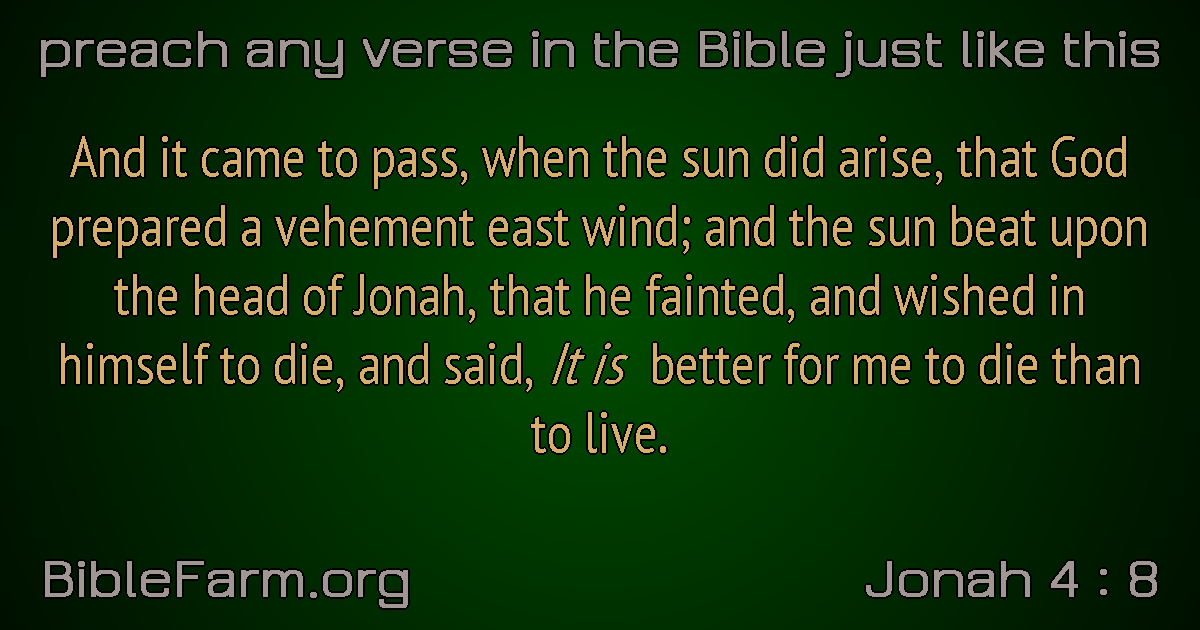 preach any verse in the Bible just like this
And it came to pass, when the sun did arise, that God
prepared a vehement east wind; and the sun beat upon
the head of Jonah, that he fainted, and wished in
himself to die, and said, It is better for me to die than
to live.
BibleFarm.org
Jonah 4 : 8